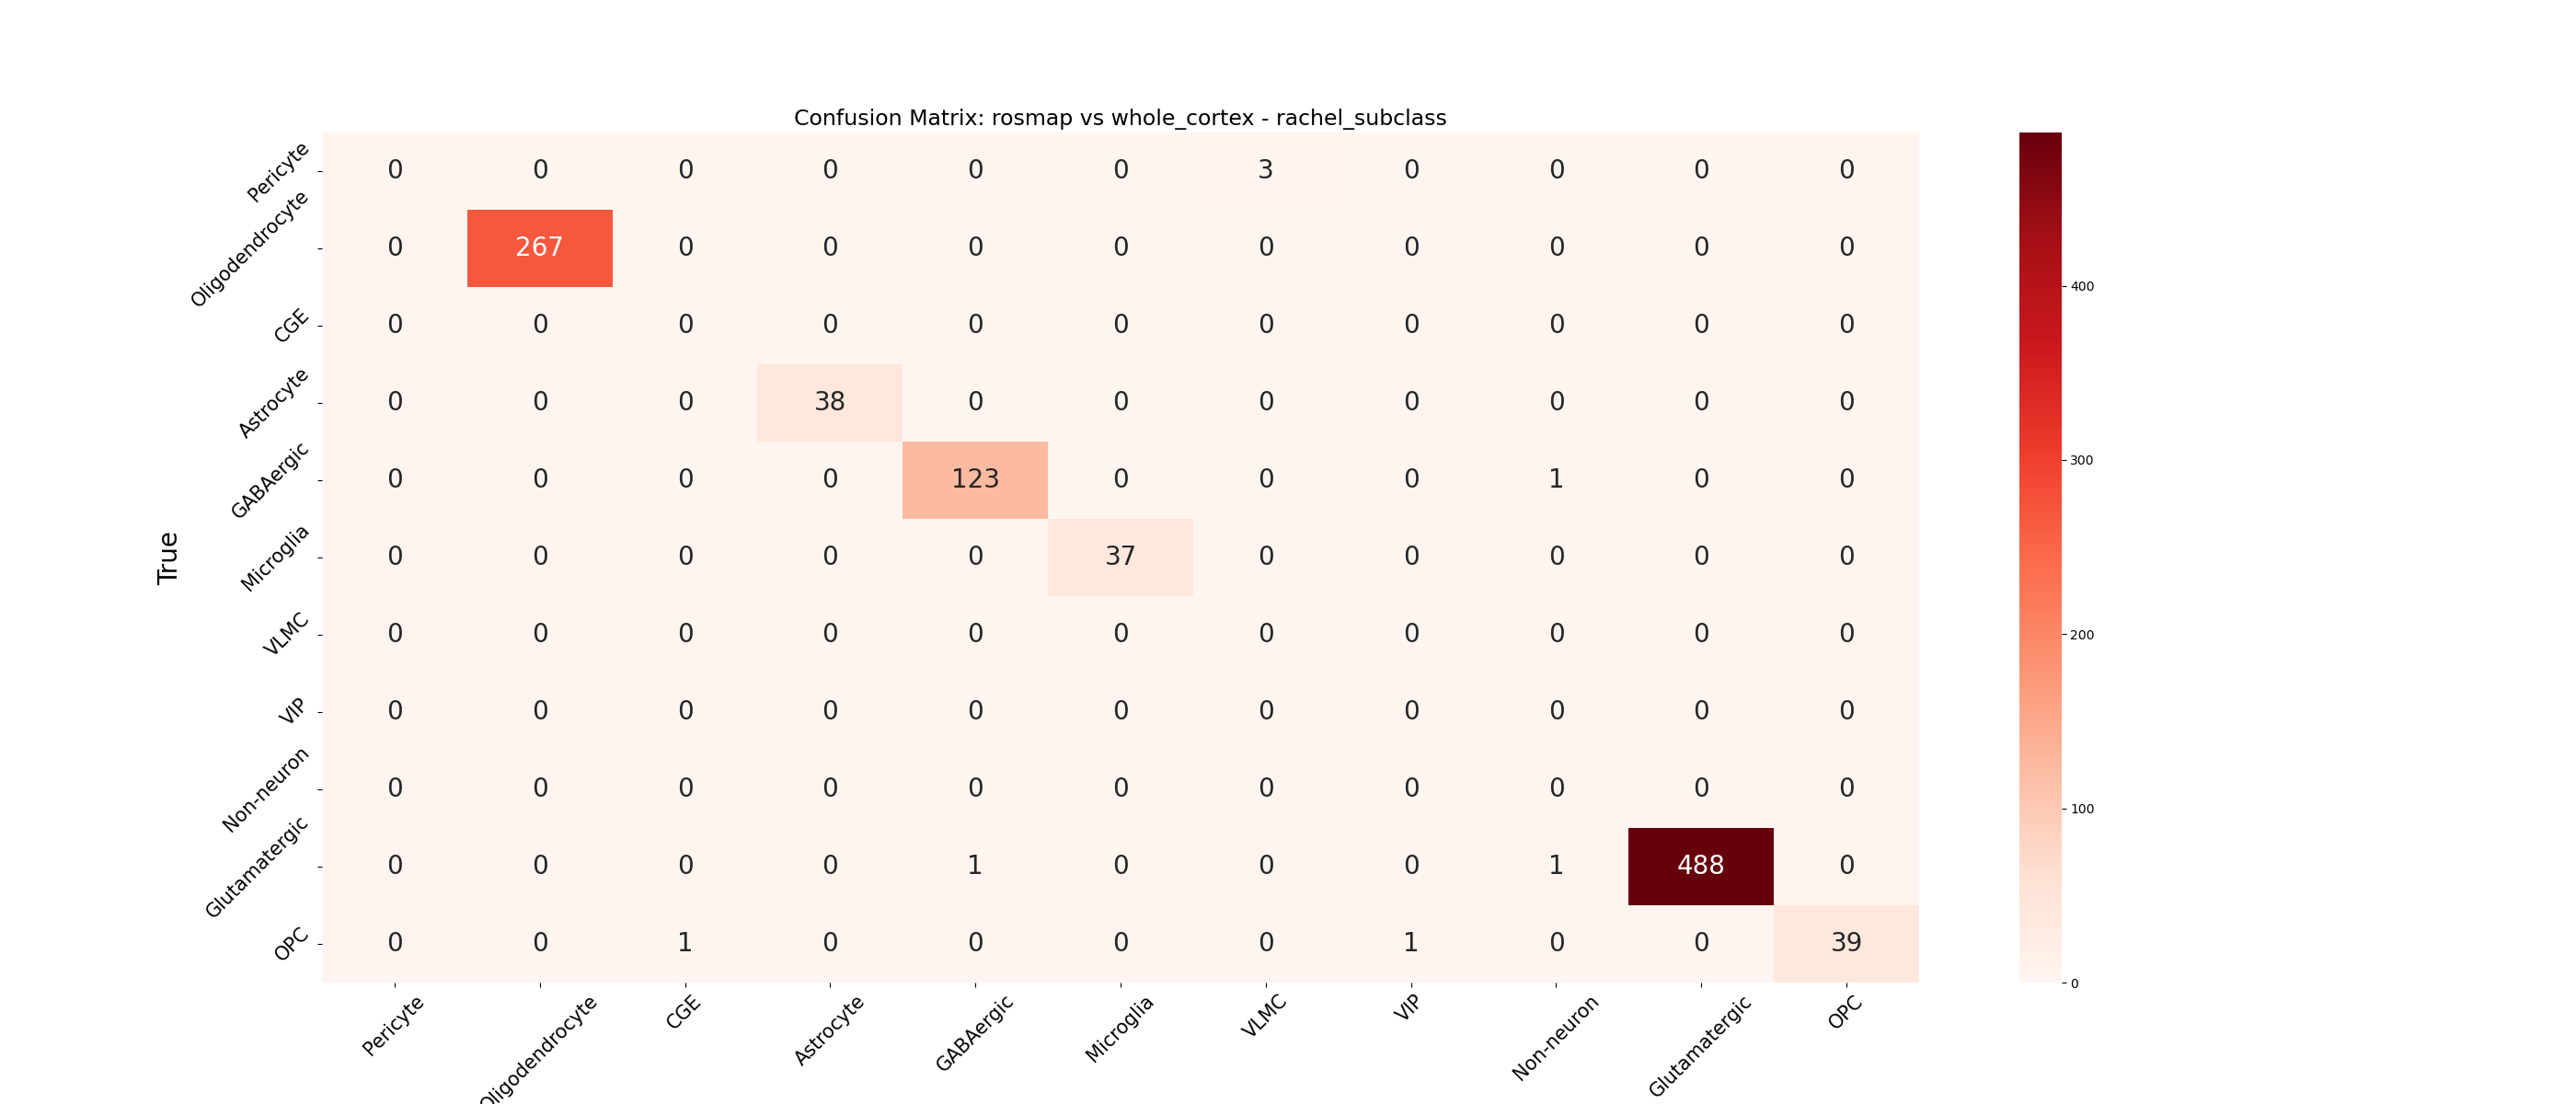 Confusion Matrix: rosmap vs whole_cortex - rachel_subclass
True
Pericyte 0 0 0 0 0 0 3 0 0 0 0
Oligodendrocyte 0 267 0 0 0 0 0 0 0 0 0
CGE 0 0 0 0 0 0 0 0 0 0 0
Astrocyte 0 0 0 38 0 0 0 0 0 0 0
GABAergic 0 0 0 0 123 0 0 0 1 0 0
Microglia 0 0 0 0 0 37 0 0 0 0 0
VLMC 0 0 0 0 0 0 0 0 0 0 0
VIP 0 0 0 0 0 0 0 0 0 0 0
Non-neuron 0 0 0 0 0 0 0 0 0 0 0
Glutamatergic 0 0 0 0 1 0 0 0 1 488 0
OPC 0 0 1 0 0 0 0 1 0 0 39
Pericyte Oligodendrocyte CGE Astrocyte GABAergic Microglia VLMC VIP Non-neuron Glutamatergic OPC
400
300
200
100
0